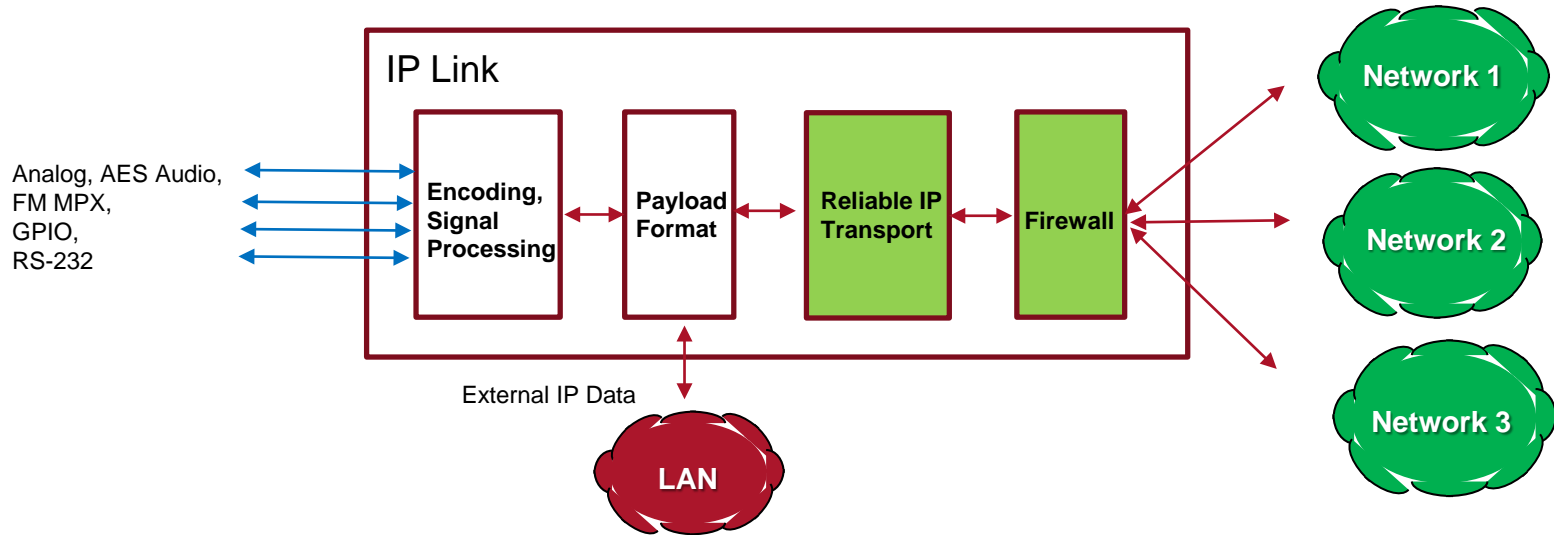 IP Link
Analog, AES Audio,
FM MPX,
GPIO,
RS-232
Encoding,
Signal
Processing
Payload
Format
Reliable IP
Transport
Firewall
Network 1
Network 2
Network 3
External IP Data
LAN